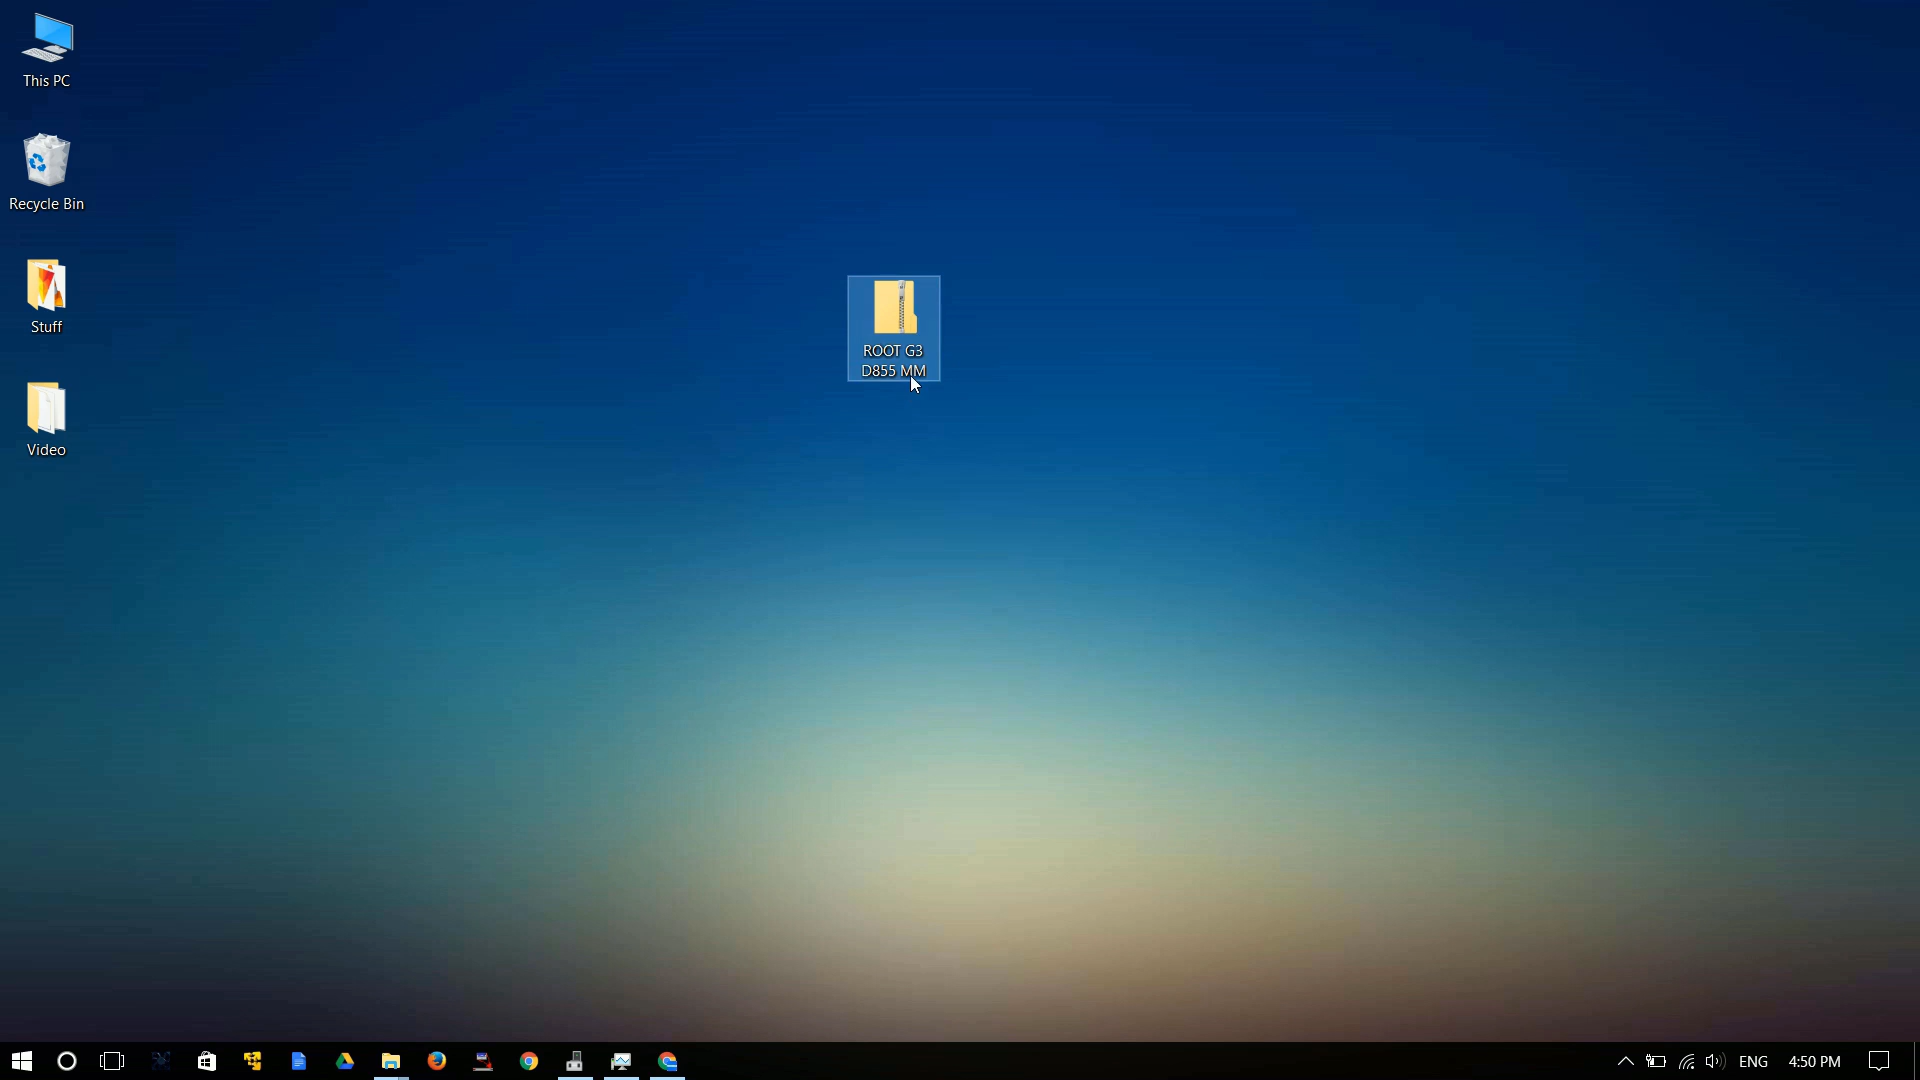 This PC
Recycle Bin
Stuff
Video
ROOT G3
D855 MM
ENG
4:50 PM